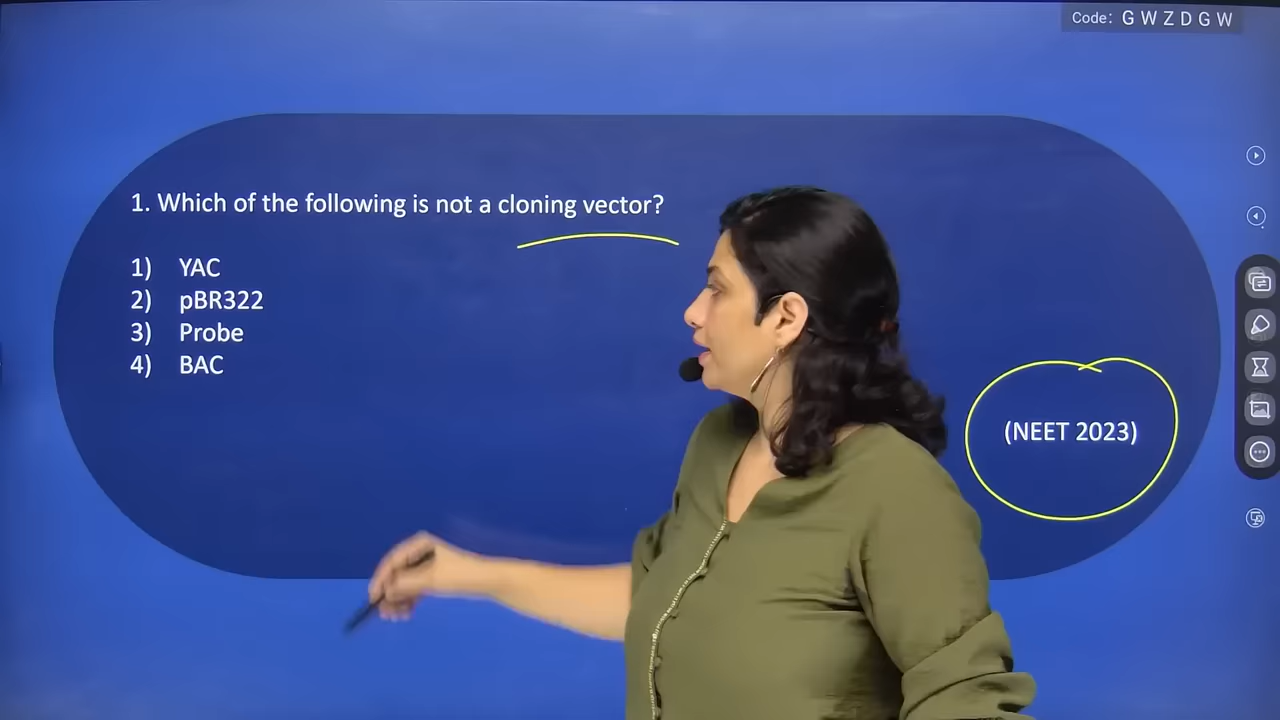 Code: G W Z D G W
1. Which of the following is not a cloning vector?
1) YAC
2) pBR322
3) Probe
4) BAC
(NEET 2023)